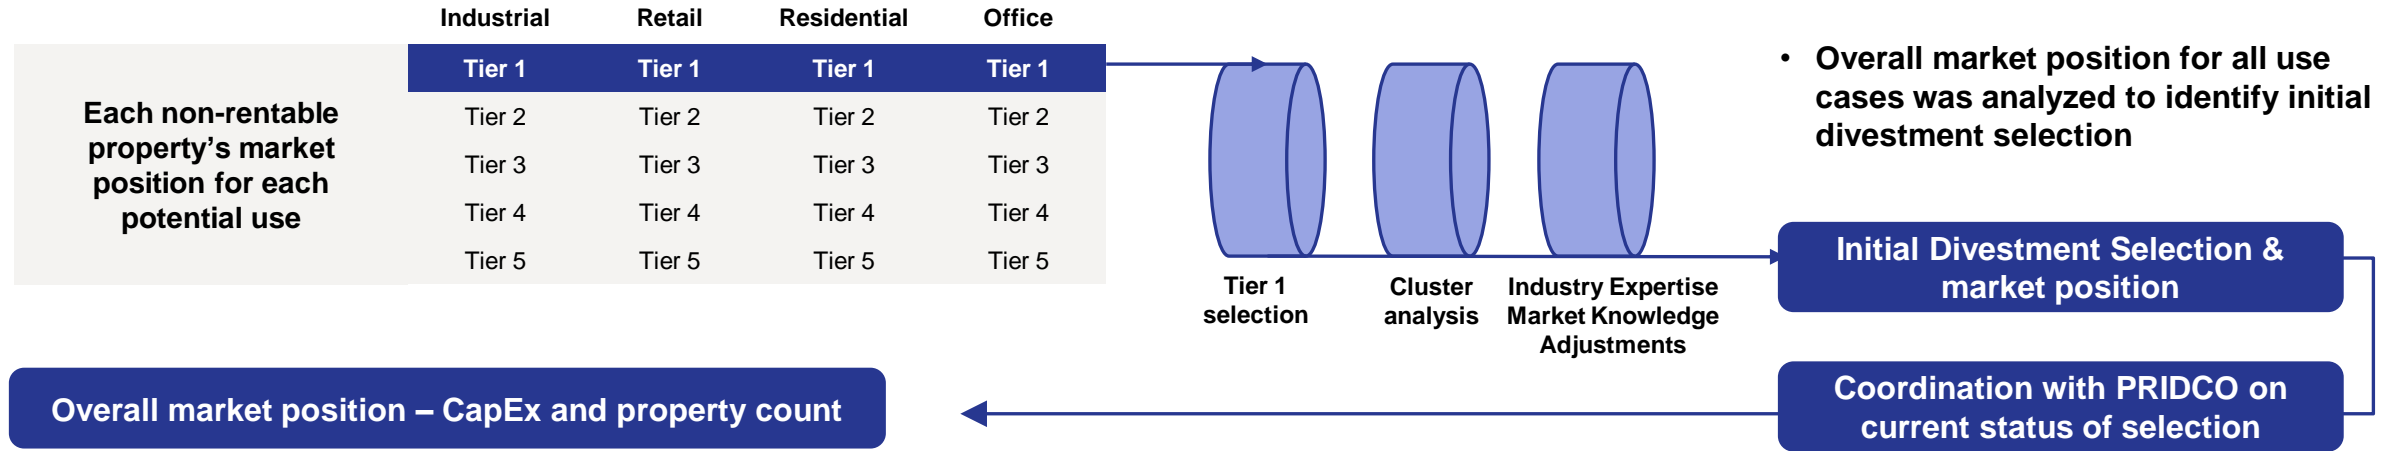 Industrial Retail Residential Office
Each non-rentable
property’s market
position for each
potential use
Tier 1 Tier 1 Tier 1 Tier 1
Tier 2 Tier 2 Tier 2 Tier 2
Tier 3 Tier 3 Tier 3 Tier 3
Tier 4 Tier 4 Tier 4 Tier 4
Tier 5 Tier 5 Tier 5 Tier 5
Tier 1
selection
Cluster
analysis
Industry Expertise
Market Knowledge
Adjustments
• Overall market position for all use
cases was analyzed to identify initial
divestment selection
Initial Divestment Selection &
market position
Coordination with PRIDCO on
current status of selection
Overall market position – CapEx and property count